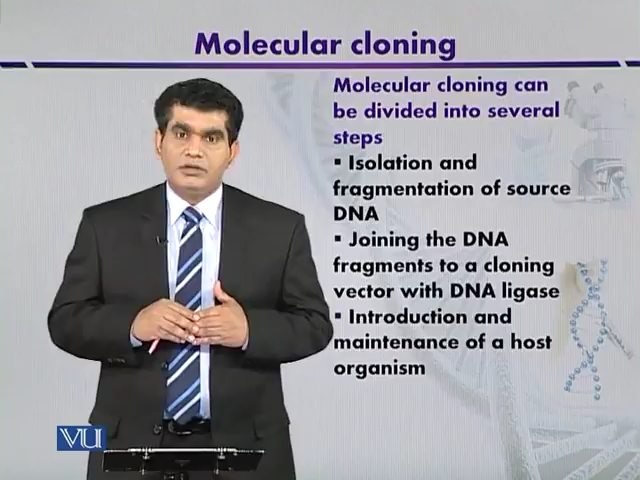 Molecular cloning
Molecular cloning can
be divided into several
steps
▪ Isolation and
fragmentation of source
DNA
▪ Joining the DNA
fragments to a cloning
vector with DNA ligase
▪ Introduction and
maintenance of a host
organism
VU